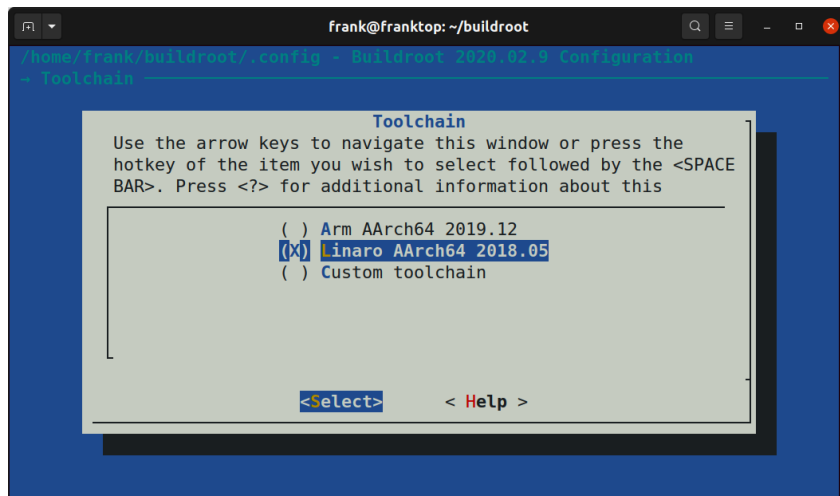 frank@franktop: ~/buildroot
/home/frank/buildroot/.config - Buildroot 2020.02.9 Configuration
→ Toolchain
Toolchain
Use the arrow keys to navigate this window or press the
hotkey of the item you wish to select followed by the <SPACE
BAR>. Press <?> for additional information about this
( ) Arm AArch64 2019.12
(X) Linaro AArch64 2018.05
( ) Custom toolchain
<Select> < Help >